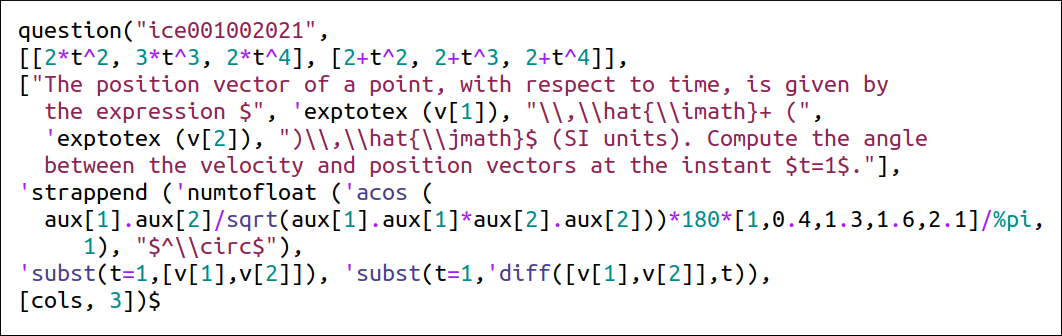 question("ice001002021",
[[2*t^2, 3*t^3, 2*t^4], [2+t^2, 2+t^3, 2+t^4]],
["The position vector of a point, with respect to time, is given by
the expression $", 'exptotex (v[1]), "\\,\\hat{\\imath}+ (",
'exptotex (v[2]), ")\\,\\hat{\\jmath}$ (SI units). Compute the angle
between the velocity and position vectors at the instant $t=1$."],
'strappend ('numtofloat ('acos (
aux[1].aux[2]/sqrt(aux[1].aux[1]*aux[2].aux[2]))*180*[1,0.4,1.3,1.6,2.1]/%pi,
1), "$^\\circ$"),
'subst(t=1,[v[1],v[2]]), 'subst(t=1,'diff([v[1],v[2]],t)),
[cols, 3])$